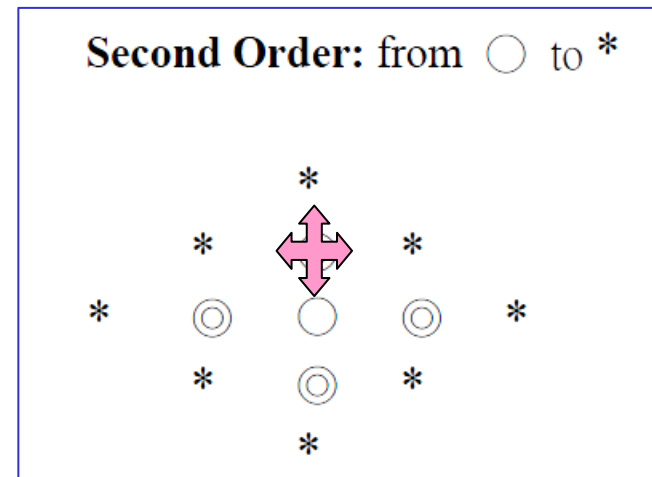 Second Order: from ○ to *
*
* *
* ◎ ○ ◎ *
* ◎ *
*